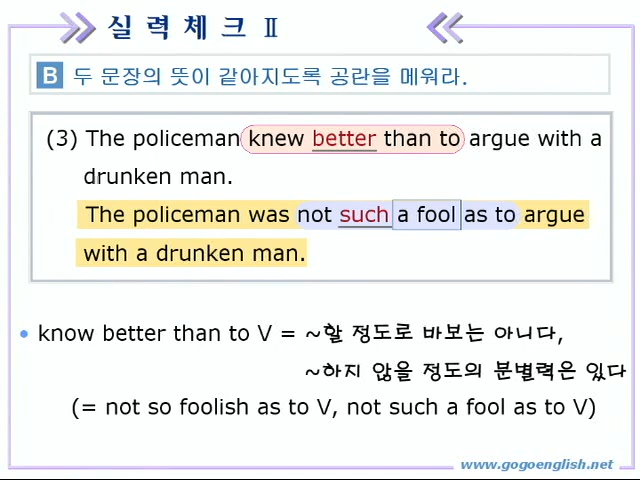 실 력 체 크 Ⅱ
B 두 문장의 뜻이 같아지도록 공란을 메워라.
(3) The policeman knew better than to argue with a
drunken man.
The policeman was not such a fool as to argue
with a drunken man.
• know better than to V = ~할 정도로 바보는 아니다,
~하지 않을 정도의 분별력은 있다
(= not so foolish as to V, not such a fool as to V)
www.gogoenglish.net